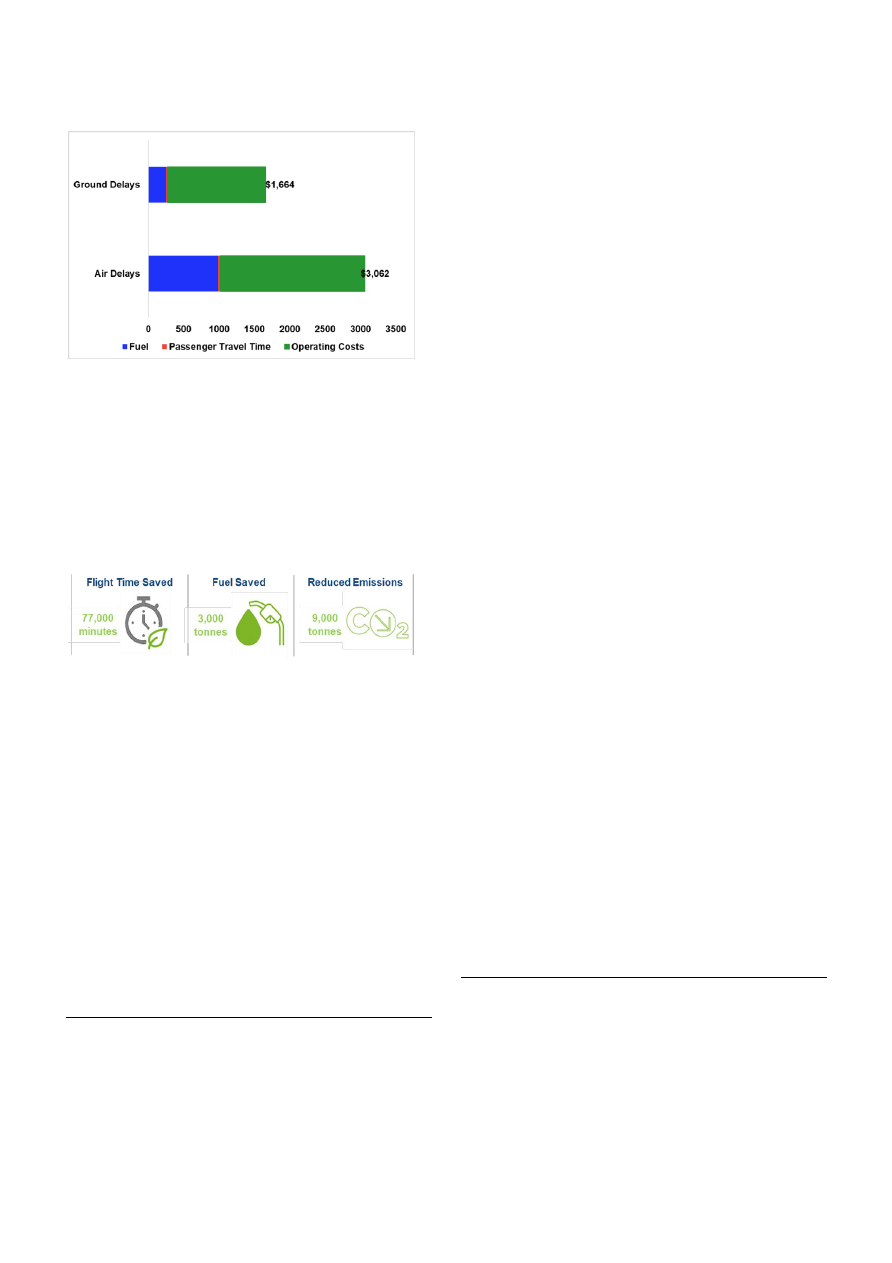 Ground Delays
$1,664
Air Delays
$3,062
0 500 1000 1500 2000 2500 3000 3500
Fuel Passenger Travel Time Operating Costs
Flight Time Saved Fuel Saved Reduced Emissions
77,000 3,000 9,000
minutes tonnes tonnes
CO2